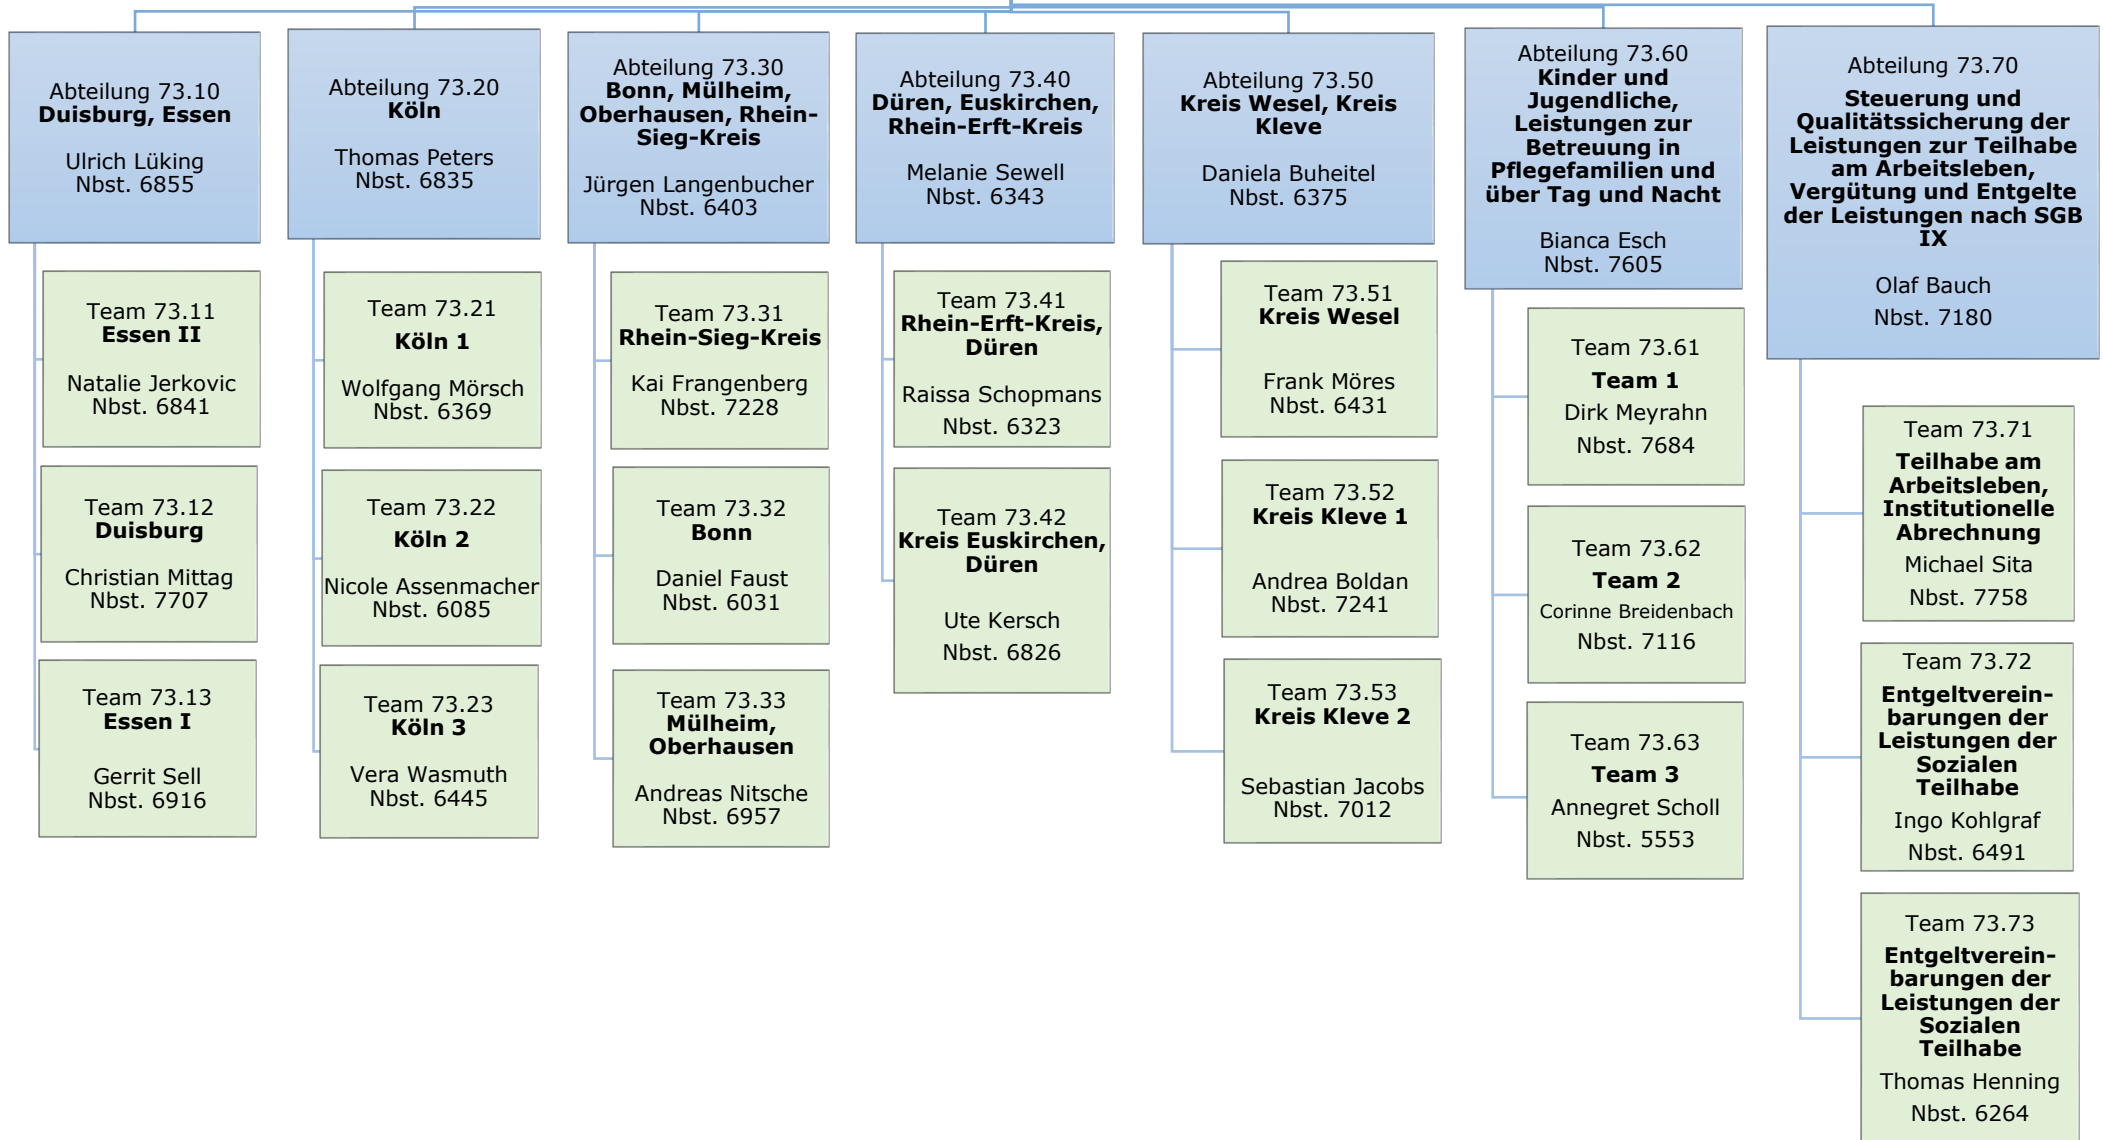 Abteilung 73.10
Duisburg, Essen
Ulrich Lüking
Nbst. 6855
Team 73.11
Essen II
Natalie Jerkovic
Nbst. 6841
Team 73.12
Duisburg
Christian Mittag
Nbst. 7707
Team 73.13
Essen I
Gerrit Sell
Nbst. 6916
Abteilung 73.20
Köln
Thomas Peters
Nbst. 6835
Team 73.21
Köln 1
Wolfgang Mörsch
Nbst. 6369
Team 73.22
Köln 2
Nicole Assenmacher
Nbst. 6085
Team 73.23
Köln 3
Vera Wasmuth
Nbst. 6445
Abteilung 73.30
Bonn, Mülheim,
Oberhausen, Rhein-
Sieg-Kreis
Jürgen Langenbucher
Nbst. 6403
Team 73.31
Rhein-Sieg-Kreis
Kai Frangenberg
Nbst. 7228
Team 73.32
Bonn
Daniel Faust
Nbst. 6031
Team 73.33
Mülheim,
Oberhausen
Andreas Nitsche
Nbst. 6957
Abteilung 73.40
Düren, Euskirchen,
Rhein-Erft-Kreis
Melanie Sewell
Nbst. 6343
Team 73.41
Rhein-Erft-Kreis,
Düren
Raissa Schopmans
Nbst. 6323
Team 73.42
Kreis Euskirchen,
Düren
Ute Kersch
Nbst. 6826
Abteilung 73.50
Kreis Wesel, Kreis
Kleve
Daniela Buheitel
Nbst. 6375
Team 73.51
Kreis Wesel
Frank Möres
Nbst. 6431
Team 73.52
Kreis Kleve 1
Andrea Boldan
Nbst. 7241
Team 73.53
Kreis Kleve 2
Sebastian Jacobs
Nbst. 7012
Abteilung 73.60
Kinder und
Jugendliche,
Leistungen zur
Betreuung in
Pflegefamilien und
über Tag und Nacht
Bianca Esch
Nbst. 7605
Team 73.61
Team 1
Dirk Meyrahn
Nbst. 7684
Team 73.62
Team 2
Corinne Breidenbach
Nbst. 7116
Team 73.63
Team 3
Annegret Scholl
Nbst. 5553
Abteilung 73.70
Steuerung und
Qualitätssicherung der
Leistungen zur Teilhabe
am Arbeitsleben,
Vergütung und Entgelte
der Leistungen nach SGB
IX
Olaf Bauch
Nbst. 7180
Team 73.71
Teilhabe am
Arbeitsleben,
Institutionelle
Abrechnung
Michael Sita
Nbst. 7758
Team 73.72
Entgeltverein-
barungen der
Leistungen der
Sozialen
Teilhabe
Ingo Kohlgraf
Nbst. 6491
Team 73.73
Entgeltverein-
barungen der
Leistungen der
Sozialen
Teilhabe
Thomas Henning
Nbst. 6264